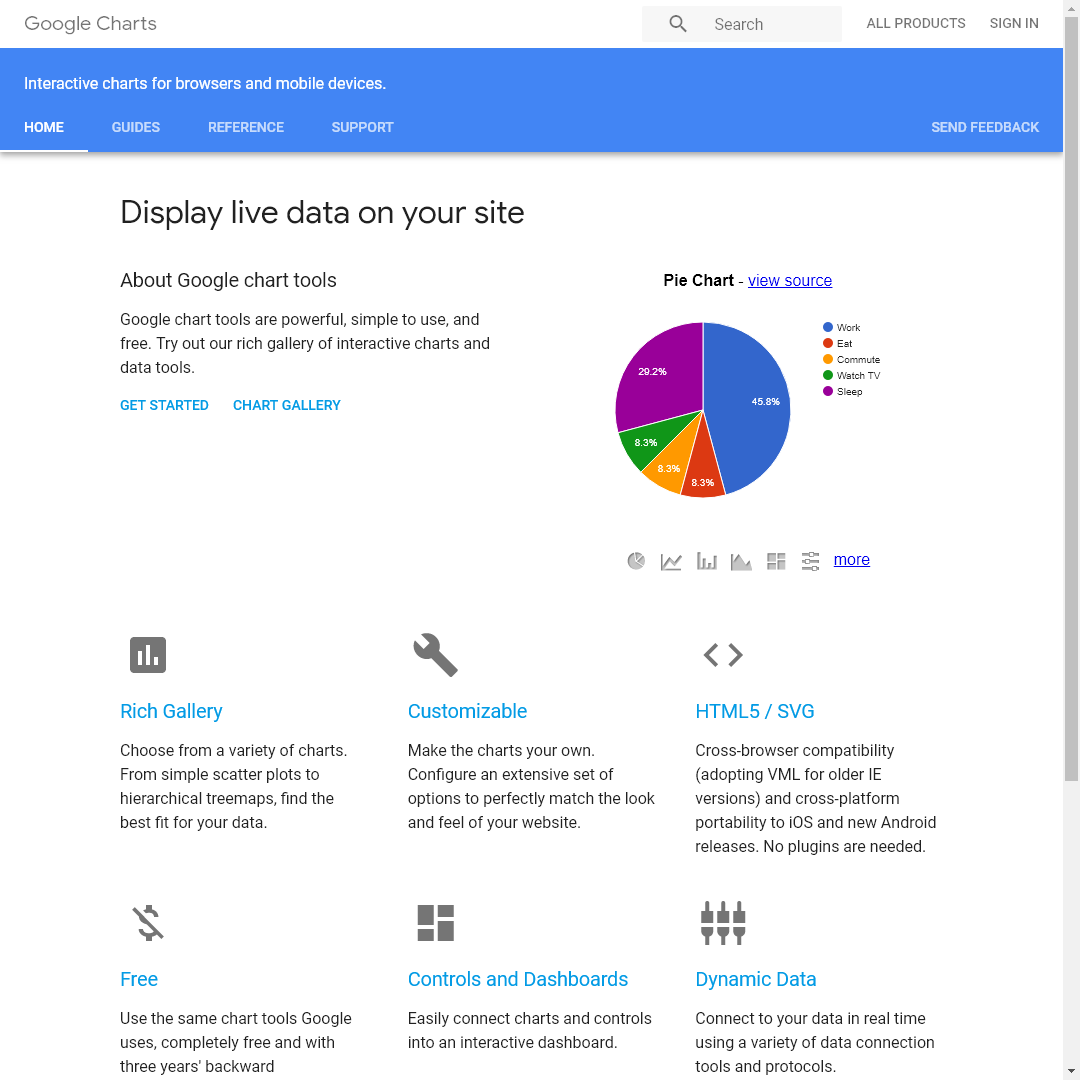 Google Charts
Search
ALL PRODUCTS
SIGN IN
Interactive charts for browsers and mobile devices.
HOME
GUIDES
REFERENCE
SUPPORT
SEND FEEDBACK
Display live data on your site
About Google chart tools
Google chart tools are powerful, simple to use, and
free. Try out our rich gallery of interactive charts and
data tools.
GET STARTED
CHART GALLERY
Pie Chart - view source
Work
Eat
Commute
Watch TV
Sleep
29.2%
45.8%
8.3%
8.3%
8.3%
more
Rich Gallery
Choose from a variety of charts.
From simple scatter plots to
hierarchical treemaps, find the
best fit for your data.
Customizable
Make the charts your own.
Configure an extensive set of
options to perfectly match the look
and feel of your website.
HTML5 / SVG
Cross-browser compatibility
(adopting VML for older IE
versions) and cross-platform
portability to iOS and new Android
releases. No plugins are needed.
Free
Use the same chart tools Google
uses, completely free and with
three years' backward
Controls and Dashboards
Easily connect charts and controls
into an interactive dashboard.
Dynamic Data
Connect to your data in real time
using a variety of data connection
tools and protocols.